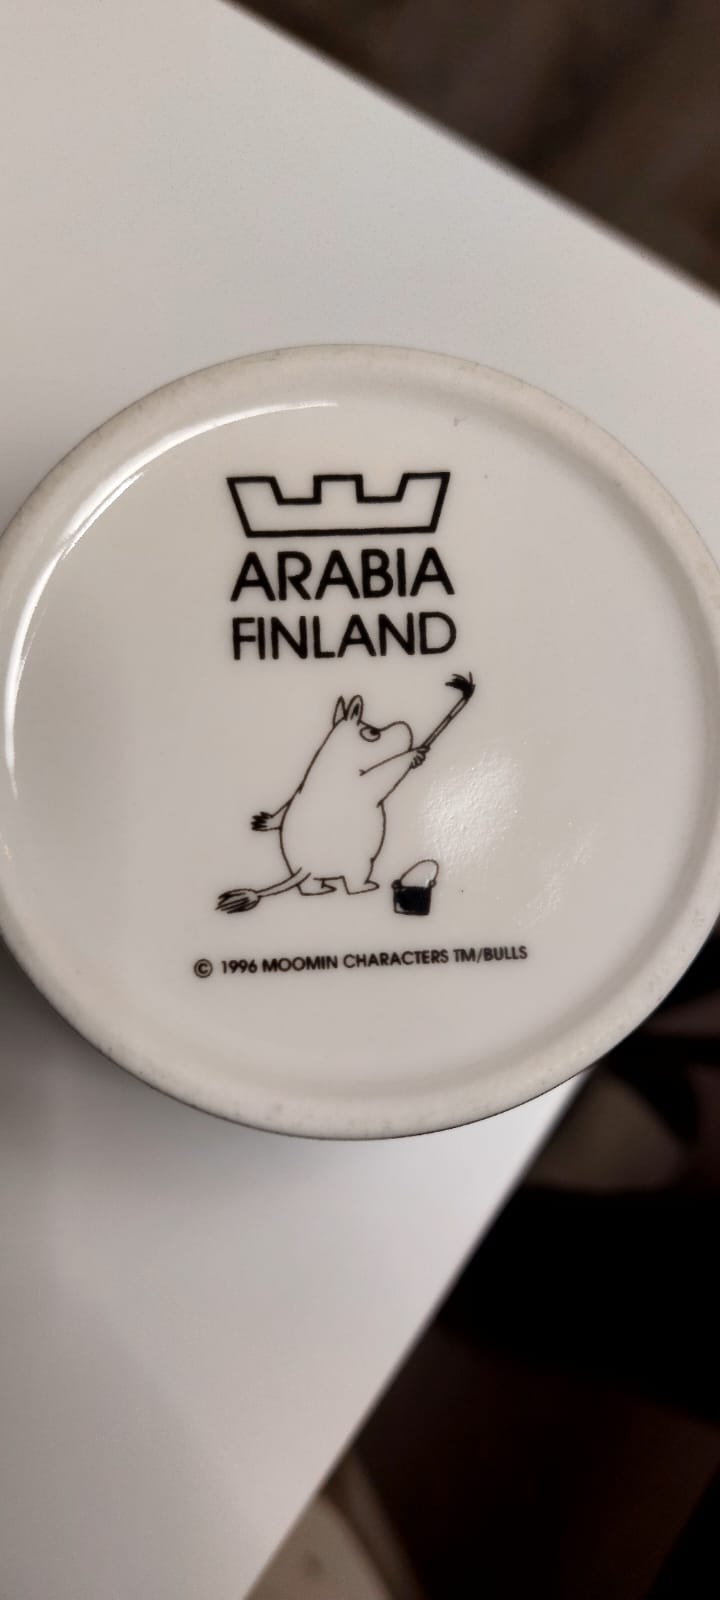 ARABIA
FINLAND
© 1996 MOOMIN CHARACTERS TM/BULLS